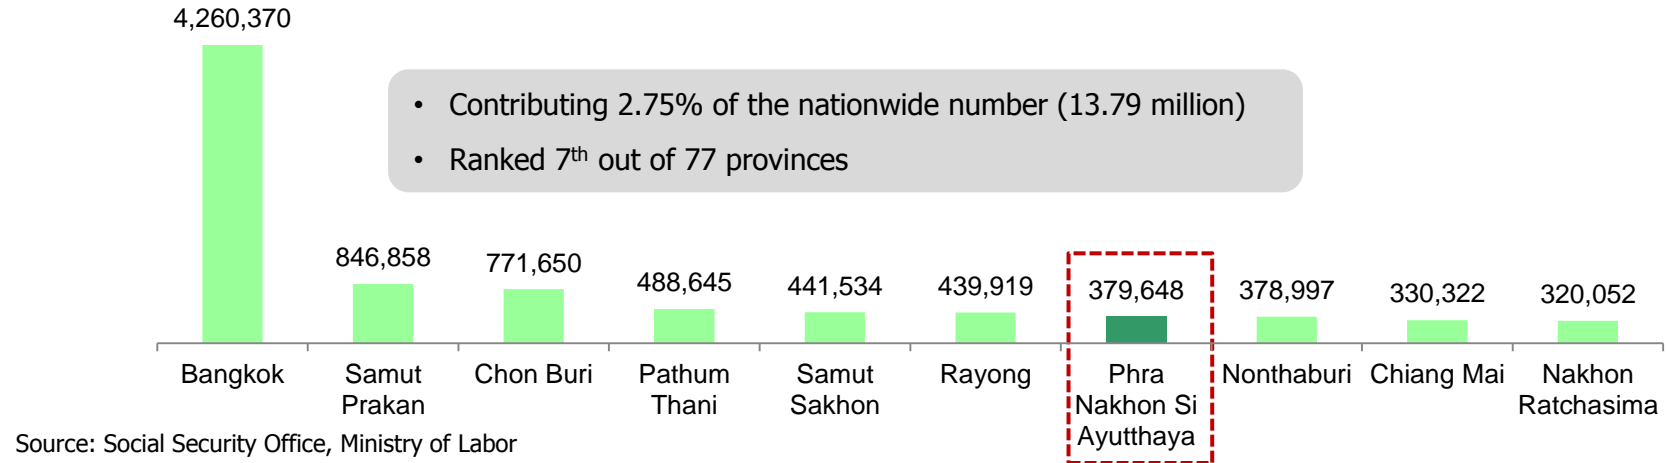 4,260,370
• Contributing 2.75% of the nationwide number (13.79 million)
• Ranked 7th out of 77 provinces
846,858
771,650
488,645
441,534
439,919
379,648
378,997
330,322
320,052
Bangkok
Samut
Prakan
Chon Buri
Pathum
Thani
Samut
Sakhon
Rayong
Phra
Nakhon Si
Ayutthaya
Nonthaburi
Chiang Mai
Nakhon
Ratchasima
Source: Social Security Office, Ministry of Labor